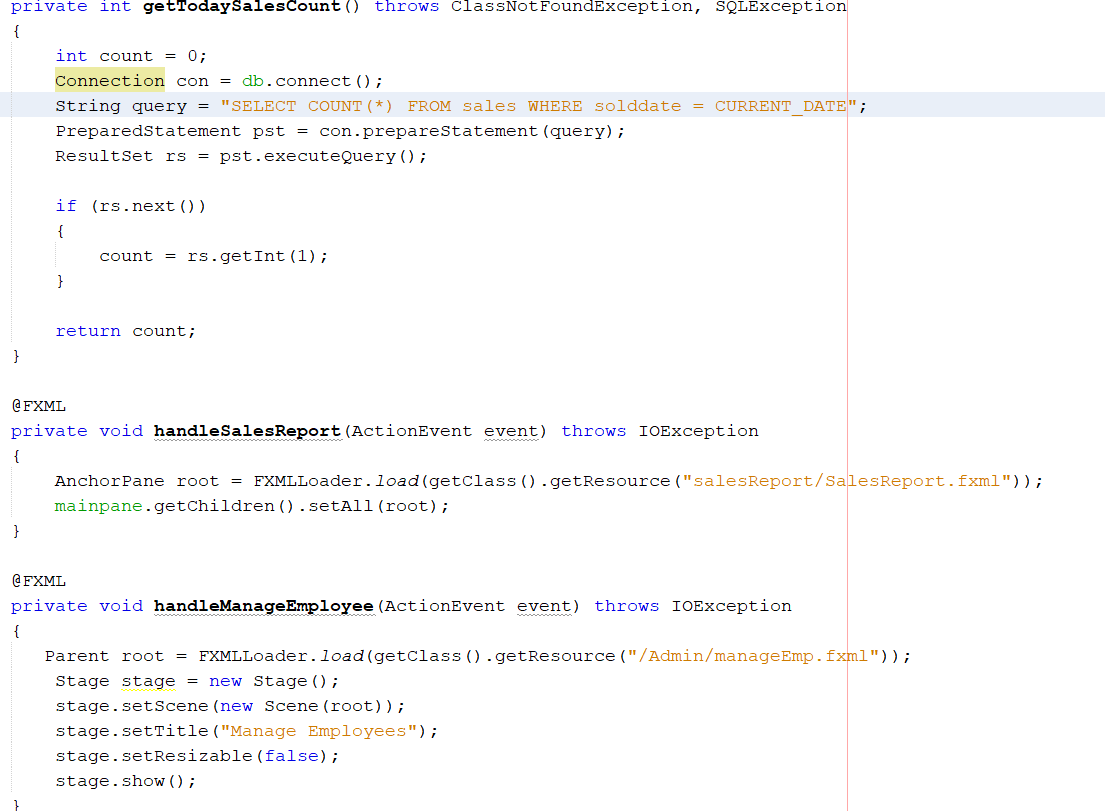 private int getTodaySalesCount() throws ClassNotFoundException, SQLException
{
int count = 0;
Connection con = db.connect();
String query = "SELECT COUNT(*) FROM sales WHERE solddate = CURRENT_DATE";
PreparedStatement pst = con.prepareStatement(query);
ResultSet rs = pst.executeQuery();
if (rs.next())
{
count = rs.getInt(1);
}
return count;
}
@FXML
private void handleSalesReport(ActionEvent event) throws IOException
{
AnchorPane root = FXMLLoader.load(getClass().getResource("salesReport/SalesReport.fxml"));
mainpane.getChildren().setAll(root);
}
@FXML
private void handleManageEmployee(ActionEvent event) throws IOException
{
Parent root = FXMLLoader.load(getClass().getResource("/Admin/manageEmp.fxml"));
Stage stage = new Stage();
stage.setScene(new Scene(root));
stage.setTitle("Manage Employees");
stage.setResizable(false);
stage.show();
}